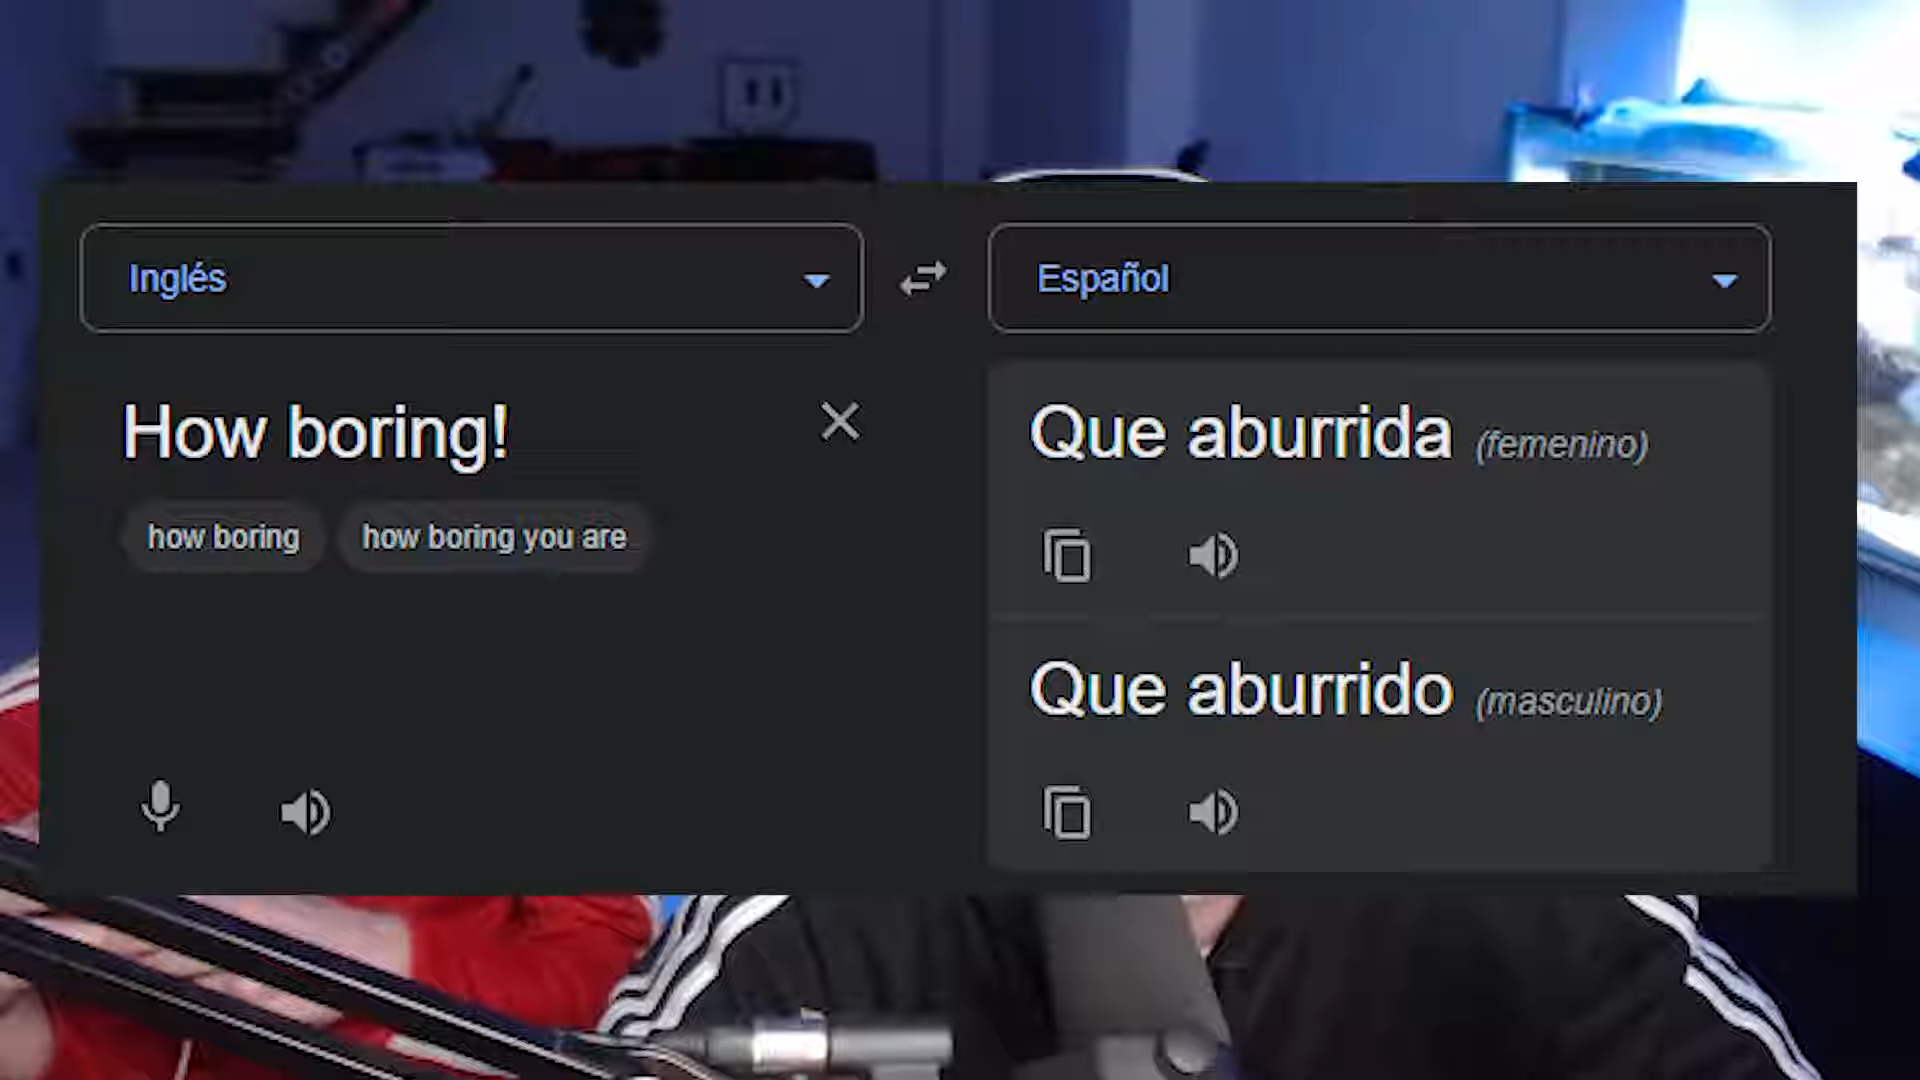 Inglés
Español
How boring!
how boring
how boring you are
Que aburrida (femenino)
Que aburrido (masculino)